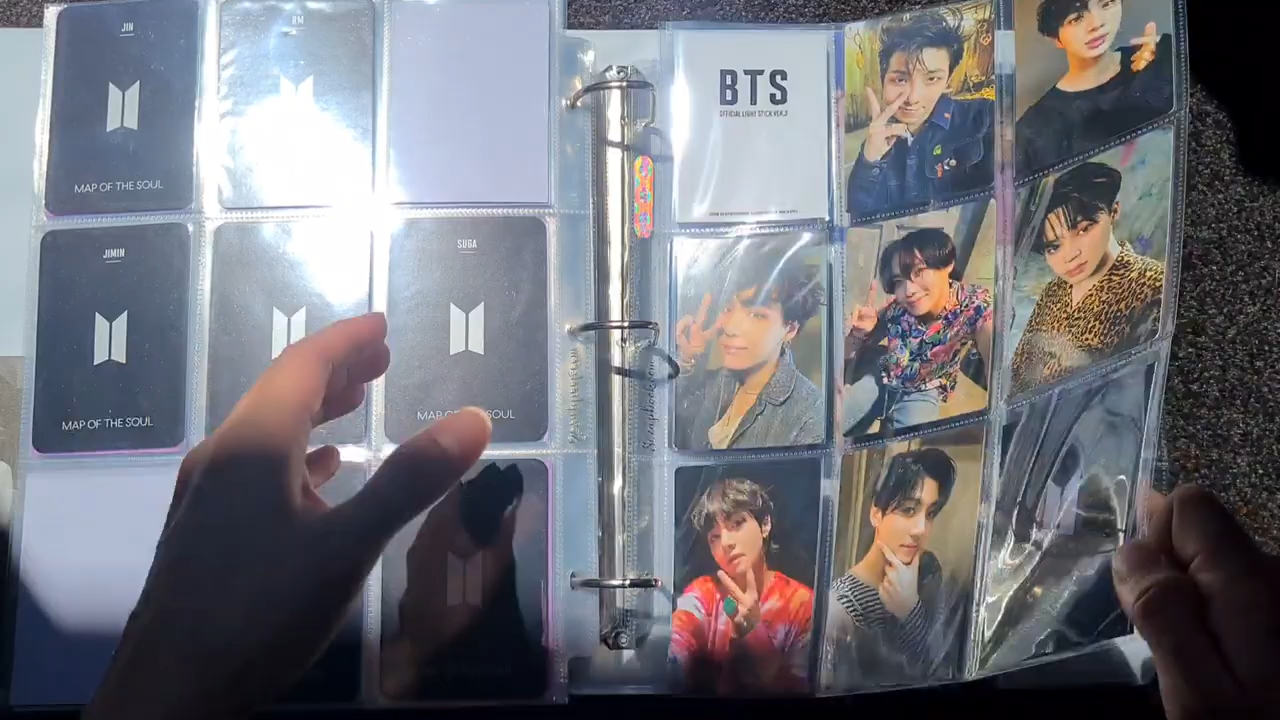 JIN
MAP OF THE SOUL
RM
JIMIN
MAP OF THE SOUL
SUGA
MAP OF THE SOUL
BTS
OFFICIAL LIGHT STICK VER.3